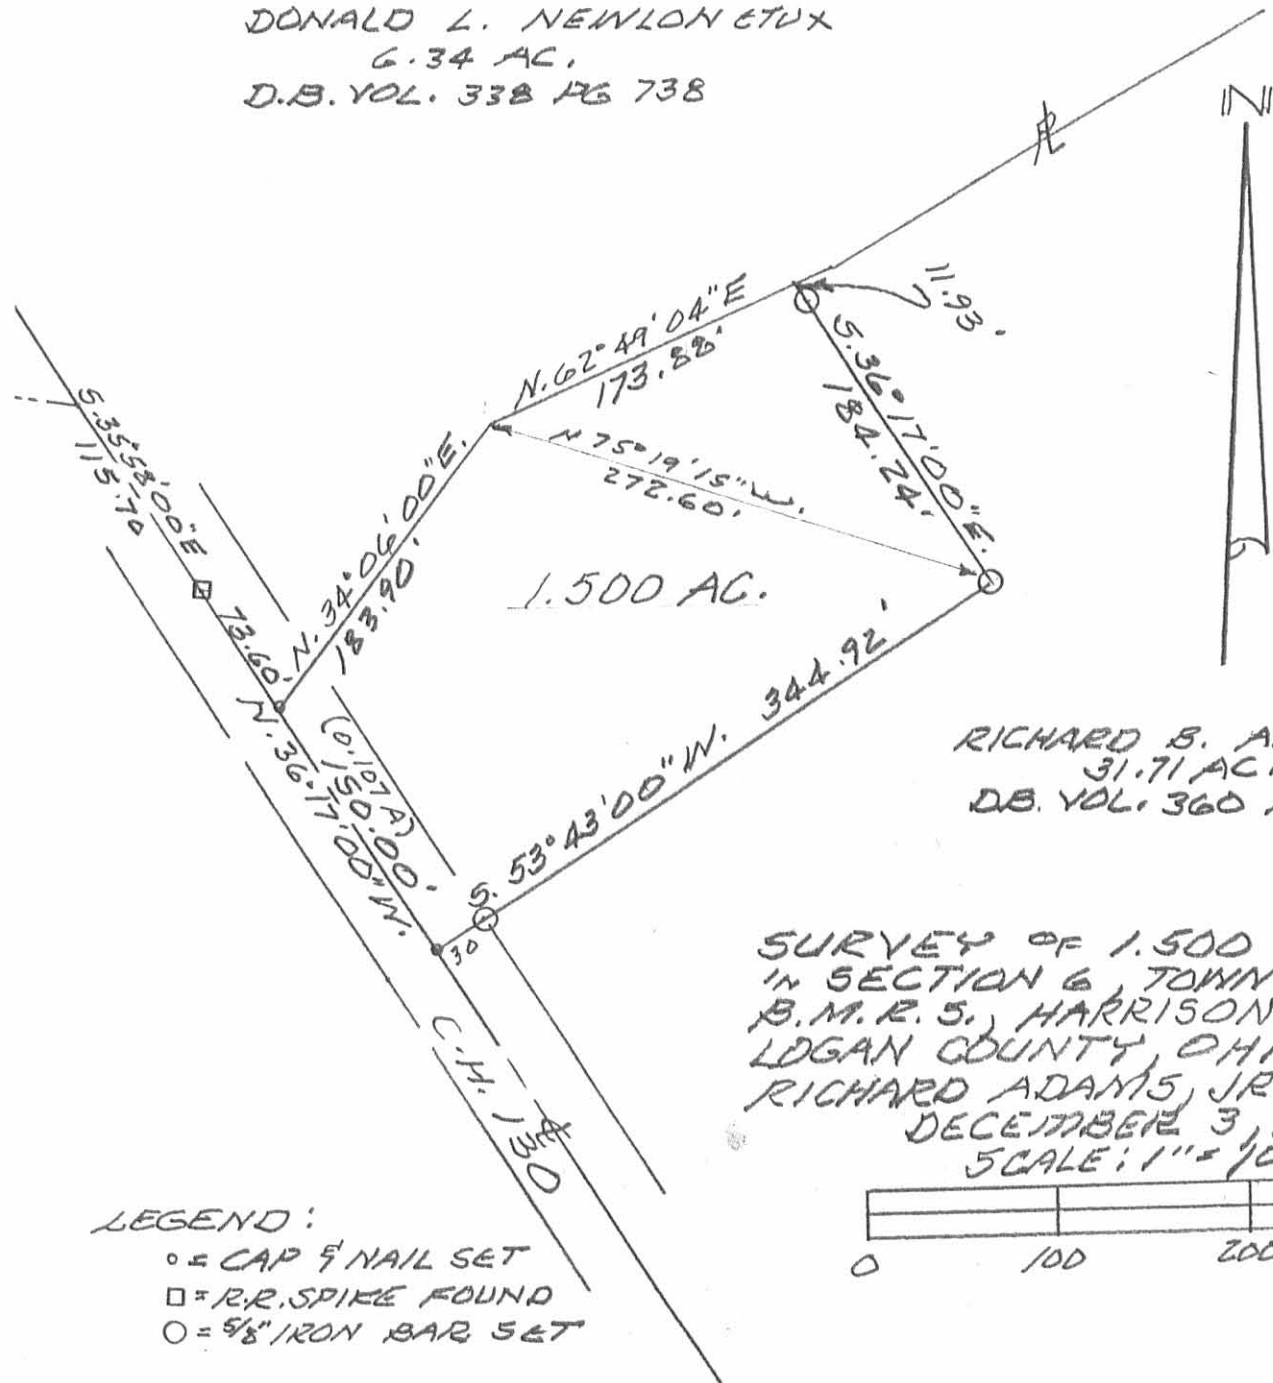 DONALD L. NEWLON ETUX
6.34 AC.
D.B. VOL. 338 PG 738
N
PL
11.93'
N. 62° 49' 04" E
173.88'
S. 36° 17' 00" E.
184.24'
N 75° 19' 15" W.
272.60'
S. 35° 58' 00" E
115.70
N. 34° 06' 00" E.
183.90'
1.500 AC.
73.60'
344.92'
S. 53° 43' 00" W.
(0.107 A)
150.00'
N. 36° 17' 00" W.
30
RICHARD B. A
31.71 AC
D.B. VOL. 360
SURVEY OF 1.500
IN SECTION 6, TOWN
B.M.R.S., HARRISON
LOGAN COUNTY, OH
RICHARD ADAMS, JR
DECEMBER 3,
SCALE: 1" = 10
0 100 200
C.H. 130
LEGEND:
o = CAP & NAIL SET
□ = R.R. SPIKE FOUND
○ = 5/8" IRON BAR SET